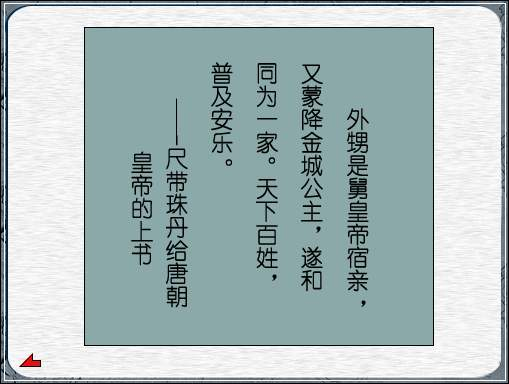 外甥是舅皇帝宿亲，
又蒙降金城公主，遂和
同为一家。天下百姓，
普及安乐。
——尺带珠丹给唐朝
皇帝的上书